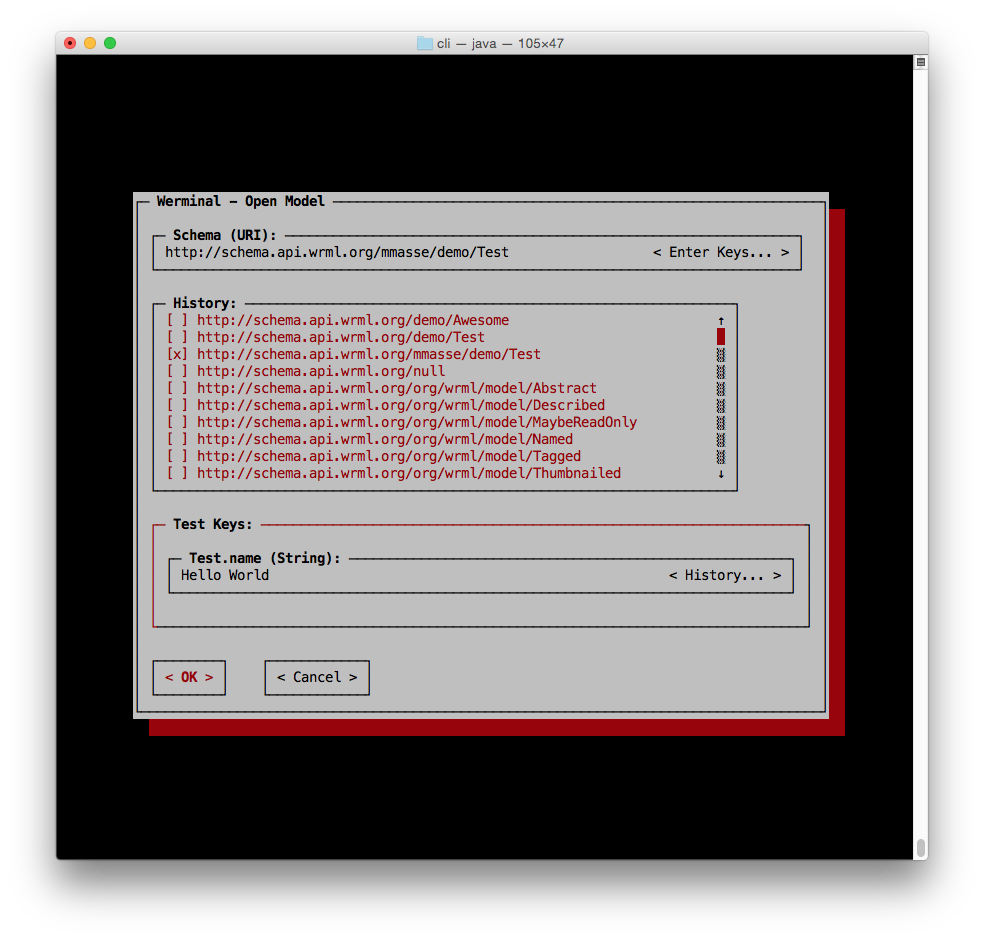 cli — java — 105×47
Werminal – Open Model
Schema (URI):
http://schema.api.wrml.org/mmasse/demo/Test < Enter Keys... >
History:
[ ] http://schema.api.wrml.org/demo/Awesome ↑
[ ] http://schema.api.wrml.org/demo/Test
[x] http://schema.api.wrml.org/mmasse/demo/Test
[ ] http://schema.api.wrml.org/null
[ ] http://schema.api.wrml.org/org/wrml/model/Abstract
[ ] http://schema.api.wrml.org/org/wrml/model/Described
[ ] http://schema.api.wrml.org/org/wrml/model/MaybeReadOnly
[ ] http://schema.api.wrml.org/org/wrml/model/Named
[ ] http://schema.api.wrml.org/org/wrml/model/Tagged
[ ] http://schema.api.wrml.org/org/wrml/model/Thumbnailed ↓
Test Keys:
Test.name (String):
Hello World < History... >
< OK > < Cancel >